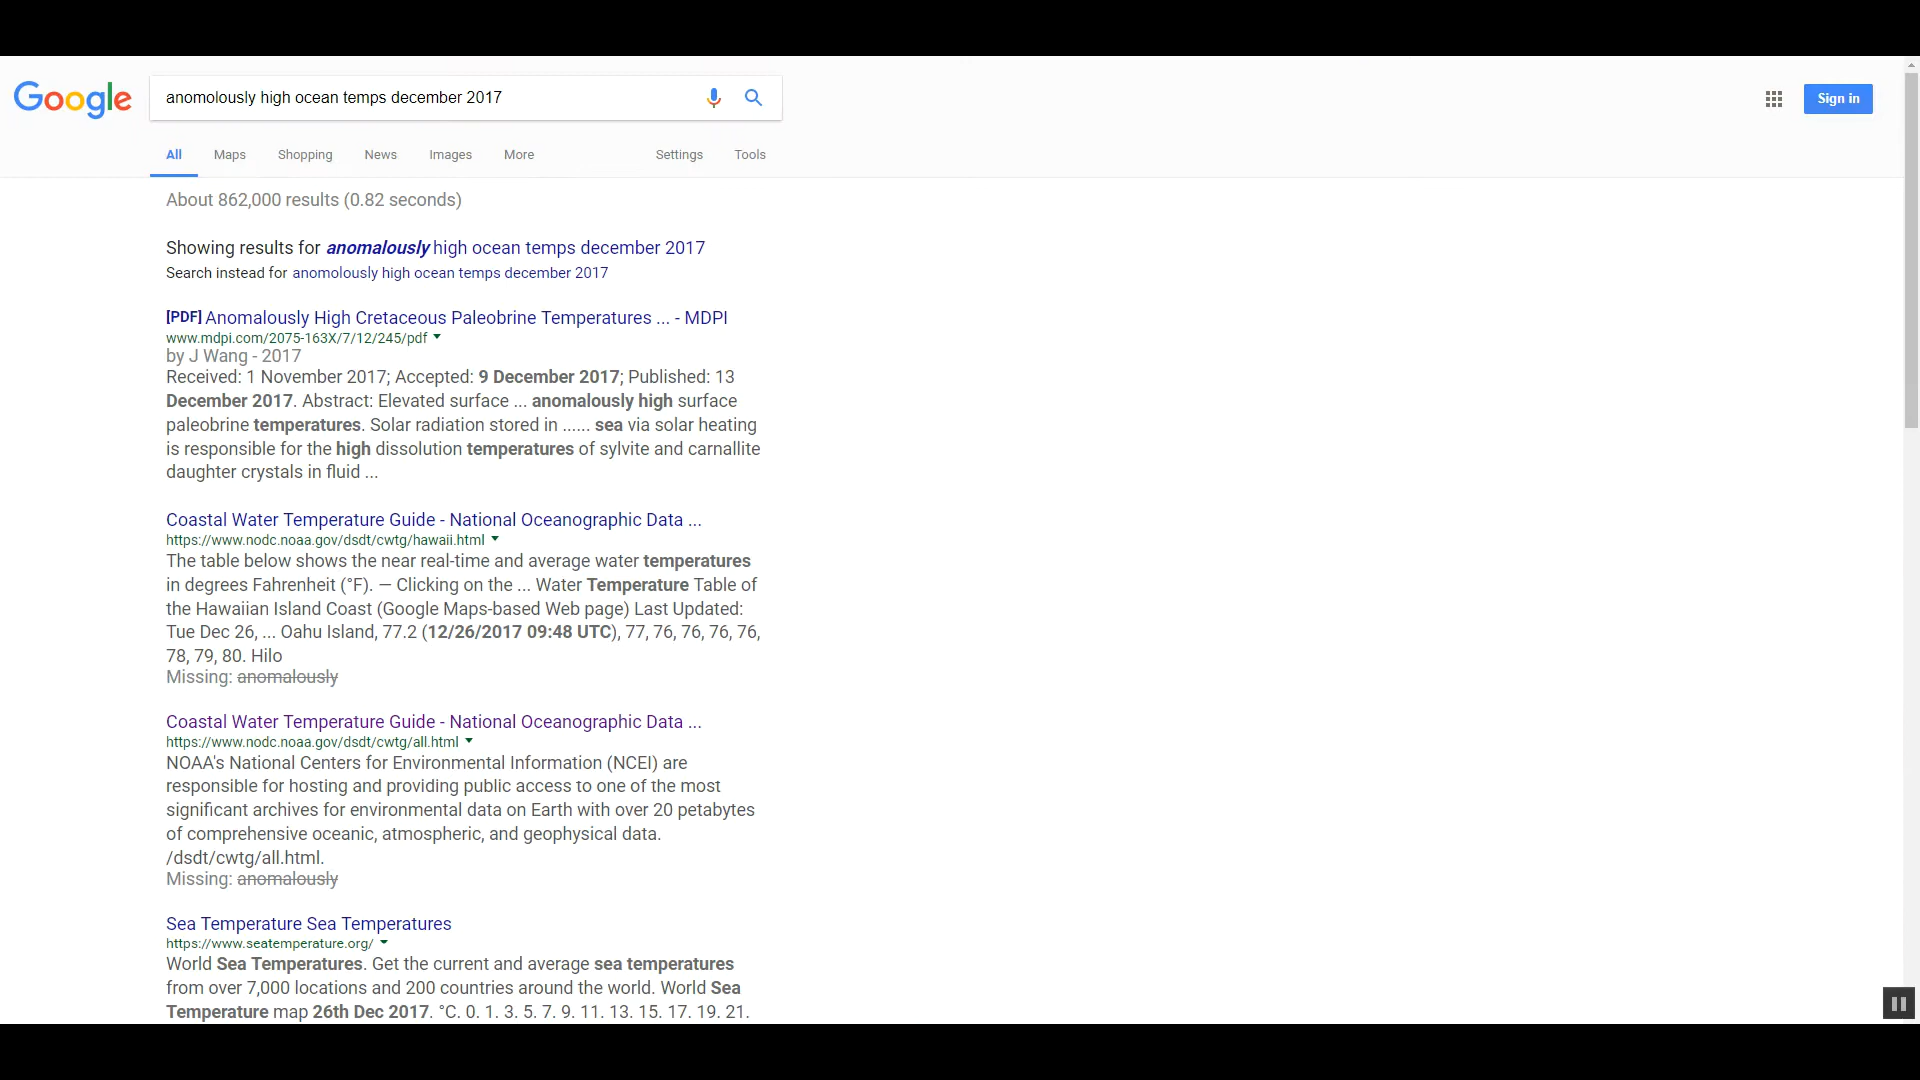 Google
anomolously high ocean temps december 2017
Sign in
All Maps Shopping News Images More Settings Tools
About 862,000 results (0.82 seconds)
Showing results for anomalously high ocean temps december 2017
Search instead for anomolously high ocean temps december 2017
[PDF] Anomalously High Cretaceous Paleobrine Temperatures ... - MDPI
www.mdpi.com/2075-163X/7/12/245/pdf
by J Wang - 2017
Received: 1 November 2017; Accepted: 9 December 2017; Published: 13
December 2017. Abstract: Elevated surface ... anomalously high surface
paleobrine temperatures. Solar radiation stored in ...... sea via solar heating
is responsible for the high dissolution temperatures of sylvite and carnallite
daughter crystals in fluid ...
Coastal Water Temperature Guide - National Oceanographic Data ...
https://www.nodc.noaa.gov/dsdt/cwtg/hawaii.html
The table below shows the near real-time and average water temperatures
in degrees Fahrenheit (°F). — Clicking on the ... Water Temperature Table of
the Hawaiian Island Coast (Google Maps-based Web page) Last Updated:
Tue Dec 26, ... Oahu Island, 77.2 (12/26/2017 09:48 UTC), 77, 76, 76, 76, 76,
78, 79, 80. Hilo
Missing: anomalously
Coastal Water Temperature Guide - National Oceanographic Data ...
https://www.nodc.noaa.gov/dsdt/cwtg/all.html
NOAA's National Centers for Environmental Information (NCEI) are
responsible for hosting and providing public access to one of the most
significant archives for environmental data on Earth with over 20 petabytes
of comprehensive oceanic, atmospheric, and geophysical data.
/dsdt/cwtg/all.html.
Missing: anomalously
Sea Temperature Sea Temperatures
https://www.seatemperature.org/
World Sea Temperatures. Get the current and average sea temperatures
from over 7,000 locations and 200 countries around the world. World Sea
Temperature map 26th Dec 2017. °C. 0. 1. 3. 5. 7. 9. 11. 13. 15. 17. 19. 21.